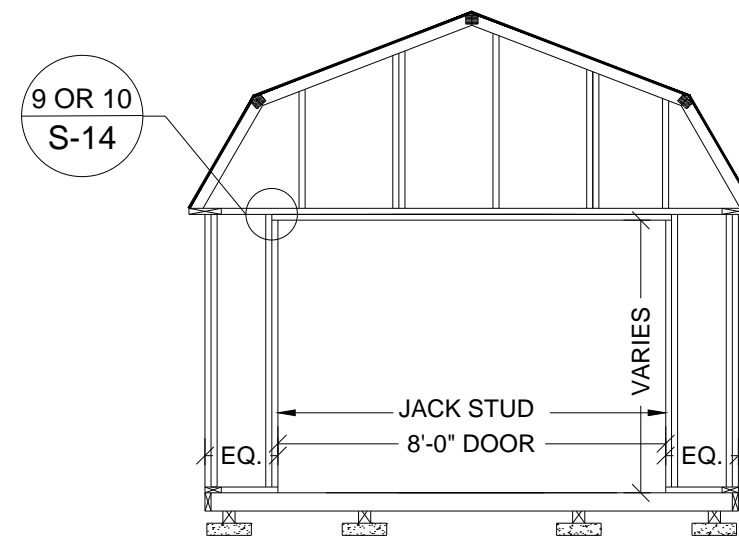 9 OR 10
S-14
VARIES
JACK STUD
8'-0" DOOR
EQ.
EQ.